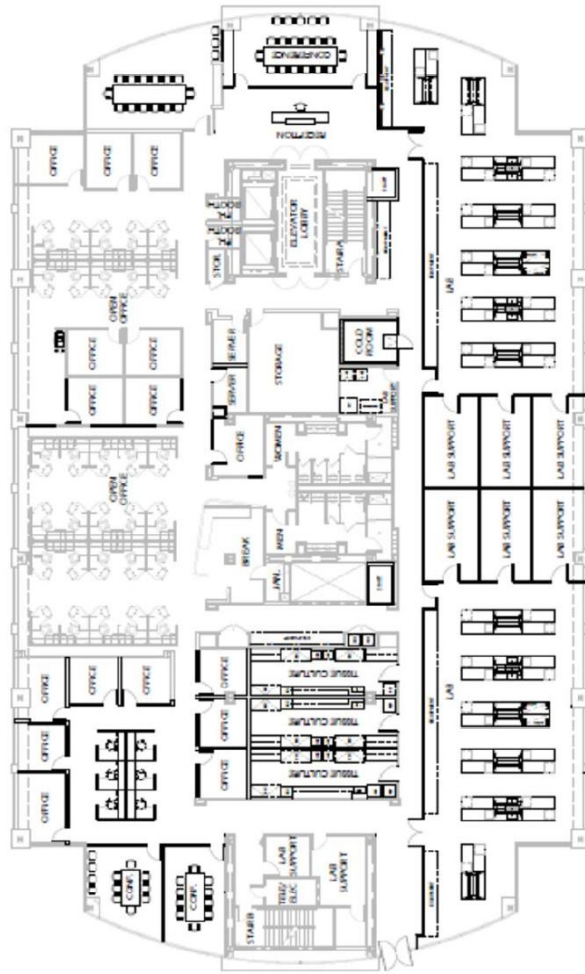 CONFERENCE
RECEPTION
OFFICE
OFFICE
OFFICE
ELEVATOR
LOBBY
STAIR A
STOR.
OPEN
OFFICE
LAB
OFFICE
OFFICE
OFFICE
OFFICE
SERVER
SERVER
STORAGE
COLD
ROOM
LAB
SUPPORT
OFFICE
WOMEN
OPEN
OFFICE
LAB SUPPORT
LAB SUPPORT
LAB SUPPORT
LAB SUPPORT
LAB SUPPORT
LAB SUPPORT
BREAK
MEN
JAN.
OFFICE
OFFICE
OFFICE
OFFICE
OFFICE
OFFICE
OFFICE
OFFICE
TISSUE CULTURE
TISSUE CULTURE
TISSUE CULTURE
LAB
CONF.
CONF.
LAB
SUPPORT
TELE/
ELEC
LAB
SUPPORT
STAIR B